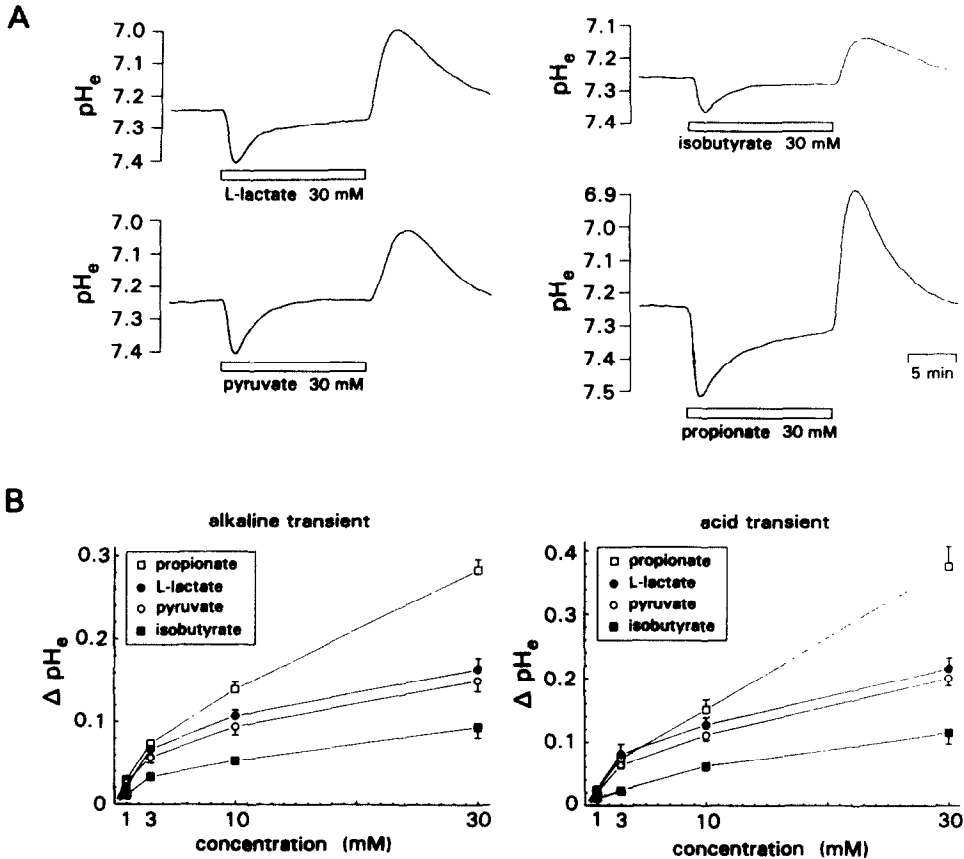 A
7.0
7.1
7.2
7.3
7.4
pHe
L-lactate 30 mM
7.1
7.2
7.3
7.4
pHe
isobutyrate 30 mM
7.0
7.1
7.2
7.3
7.4
pHe
pyruvate 30 mM
6.9
7.0
7.1
7.2
7.3
7.4
7.5
pHe
5 min
propionate 30 mM
B
alkaline transient
0.3
0.2
0.1
0
Δ pHe
propionate
L-lactate
pyruvate
isobutyrate
1 3 10 30
concentration (mM)
acid transient
0.4
0.3
0.2
0.1
0
Δ pHe
propionate
L-lactate
pyruvate
isobutyrate
1 3 10 30
concentration (mM)